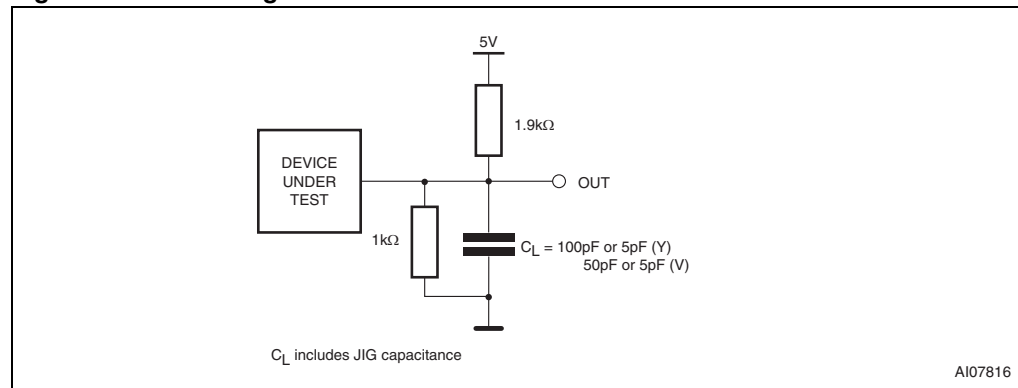 5V
1.9kΩ
DEVICE
UNDER
TEST
OUT
1kΩ
CL = 100pF or 5pF (Y)
50pF or 5pF (V)
CL includes JIG capacitance
AI07816